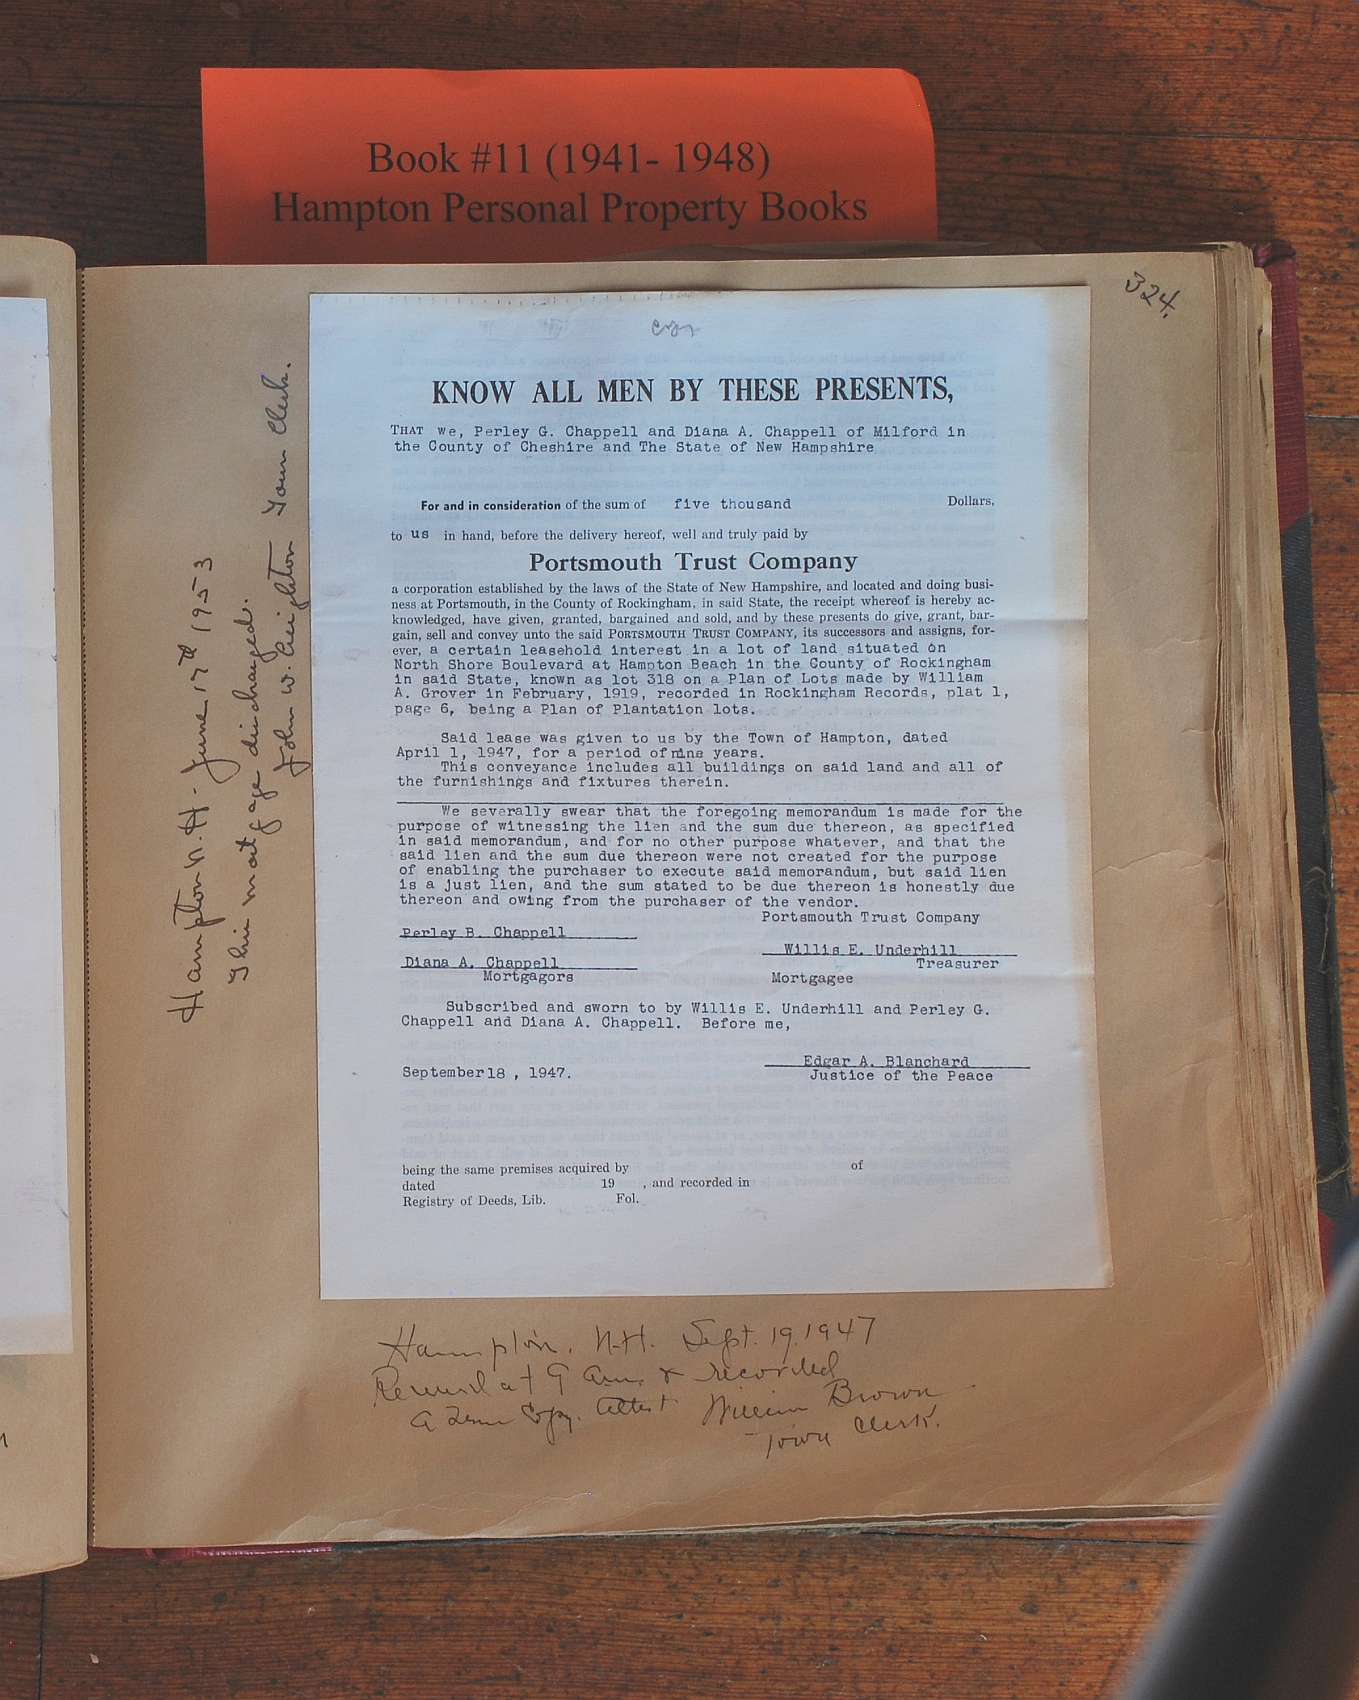 Book #11 (1941- 1948)
Hampton Personal Property Books
324.
copy
KNOW ALL MEN BY THESE PRESENTS,
THAT we, Perley G. Chappell and Diana A. Chappell of Milford in
the County of Cheshire and The State of New Hampshire
For and in consideration of the sum of five thousand Dollars,
to us in hand, before the delivery hereof, well and truly paid by
Portsmouth Trust Company
a corporation established by the laws of the State of New Hampshire, and located and doing busi-
ness at Portsmouth, in the County of Rockingham, in said State, the receipt whereof is hereby ac-
knowledged, have given, granted, bargained and sold, and by these presents do give, grant, bar-
gain, sell and convey unto the said PORTSMOUTH TRUST COMPANY, its successors and assigns, for-
ever, a certain leasehold interest in a lot of land situated on
North Shore Boulevard at Hampton Beach in the County of Rockingham
in said State, known as lot 318 on a Plan of Lots made by William
A. Grover in February, 1919, recorded in Rockingham Records, plat 1,
page 6, being a Plan of Plantation lots.
Said lease was given to us by the Town of Hampton, dated
April 1, 1947, for a period of nine years.
This conveyance includes all buildings on said land and all of
the furnishings and fixtures therein.
We severally swear that the foregoing memorandum is made for the
purpose of witnessing the lien and the sum due thereon, as specified
in said memorandum, and for no other purpose whatever, and that the
said lien and the sum due thereon were not created for the purpose
of enabling the purchaser to execute said memorandum, but said lien
is a just lien, and the sum stated to be due thereon is honestly due
thereon and owing from the purchaser of the vendor.
Portsmouth Trust Company
Perley B. Chappell
Willis E. Underhill
Diana A. Chappell
Treasurer
Mortgagors
Mortgagee
Subscribed and sworn to by Willis E. Underhill and Perley G.
Chappell and Diana A. Chappell. Before me,
Edgar A. Blanchard
September 18 , 1947.
Justice of the Peace
being the same premises acquired by of
dated 19 , and recorded in
Registry of Deeds, Lib. Fol.
Hampton, N.H. Sept. 19, 1947
Received at 9 am. & recorded
A True Copy. Attest William Brown
Town Clerk.
Hampton N.H. June 17th 1953
This mortgage discharged.
John W. Creighton Town Clerk.